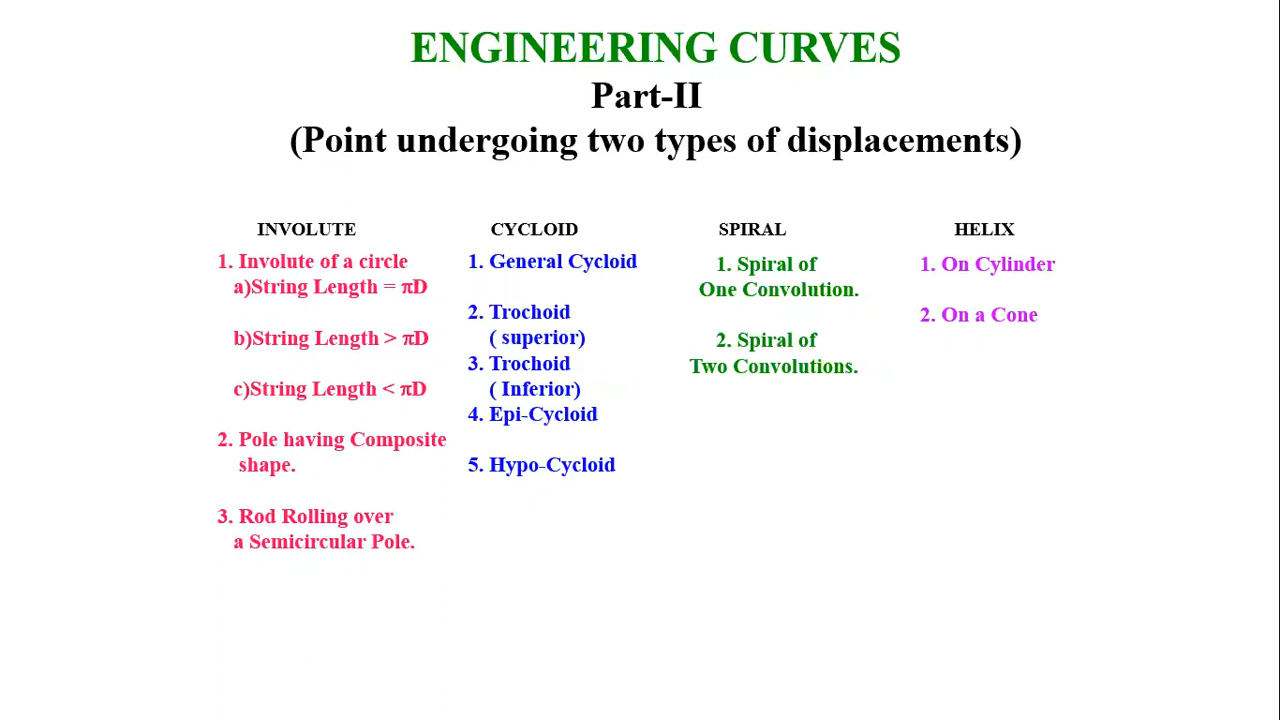 ENGINEERING CURVES
Part-II
(Point undergoing two types of displacements)
INVOLUTE
1. Involute of a circle
a)String Length = πD
b)String Length > πD
c)String Length < πD
2. Pole having Composite
shape.
3. Rod Rolling over
a Semicircular Pole.
CYCLOID
1. General Cycloid
2. Trochoid
( superior)
3. Trochoid
( Inferior)
4. Epi-Cycloid
5. Hypo-Cycloid
SPIRAL
1. Spiral of
One Convolution.
2. Spiral of
Two Convolutions.
HELIX
1. On Cylinder
2. On a Cone